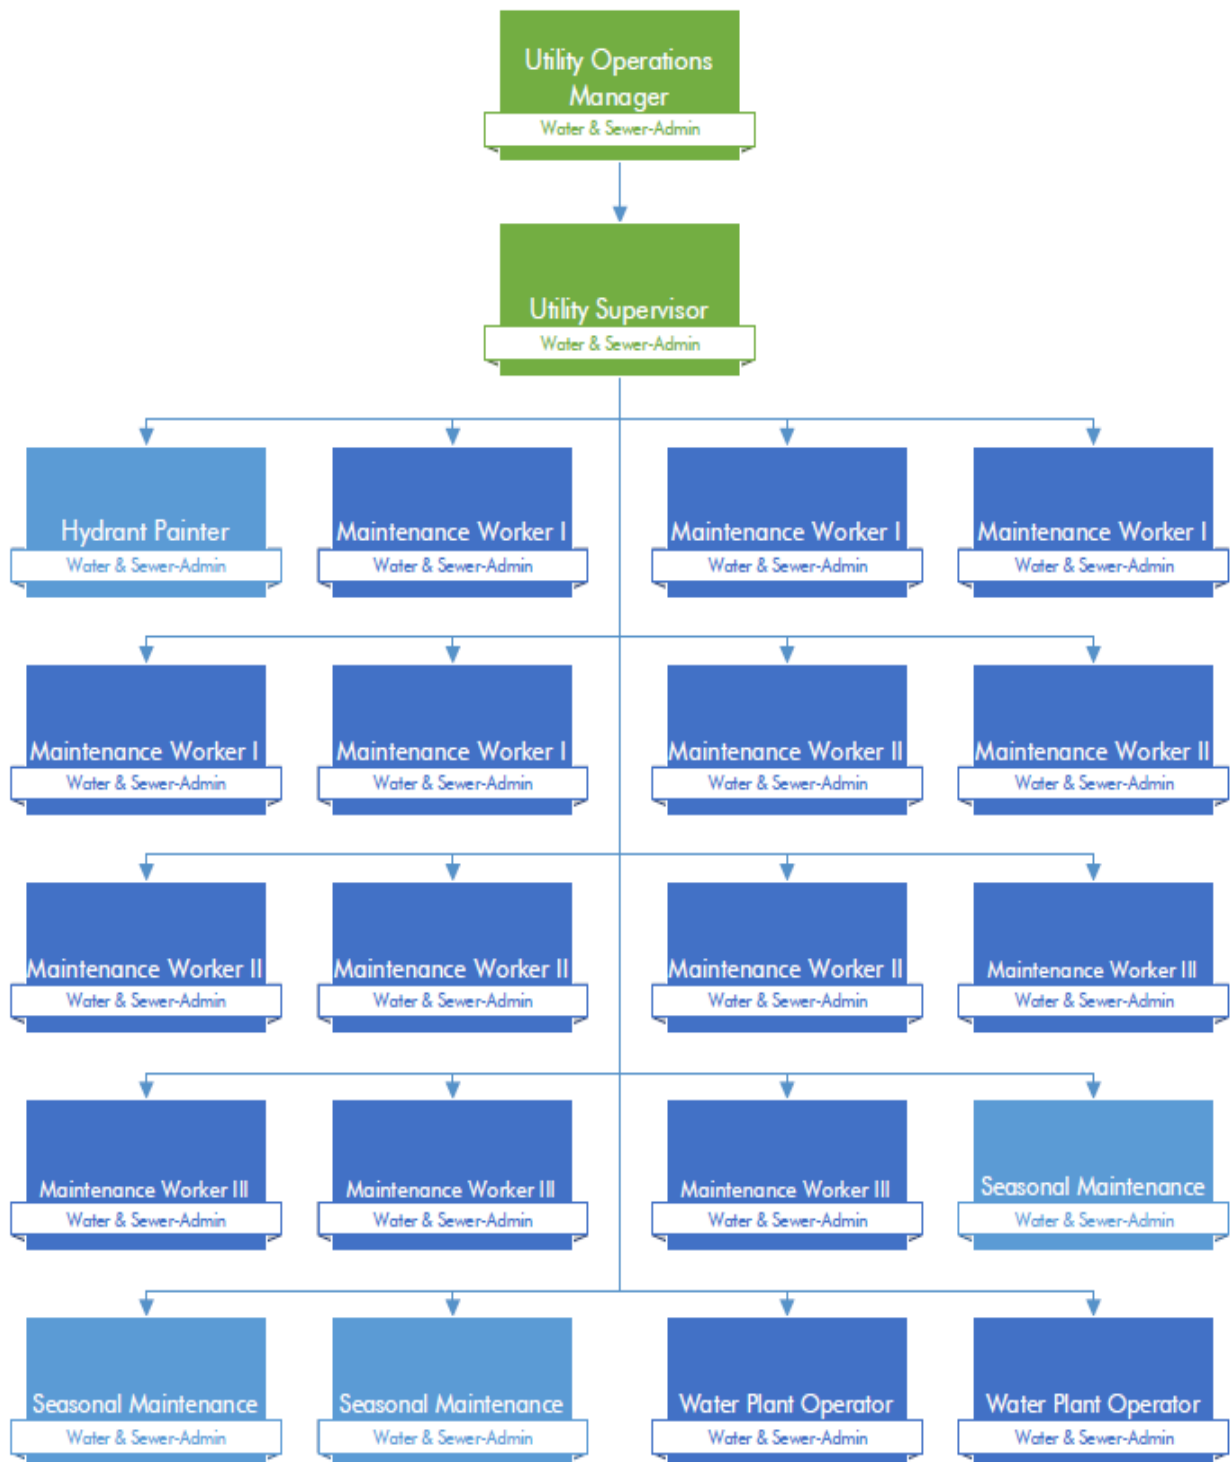 Utility Operations
Manager
Water & Sewer-Admin
Utility Supervisor
Water & Sewer-Admin
Hydrant Painter
Water & Sewer-Admin
Maintenance Worker I
Water & Sewer-Admin
Maintenance Worker I
Water & Sewer-Admin
Maintenance Worker I
Water & Sewer-Admin
Maintenance Worker I
Water & Sewer-Admin
Maintenance Worker I
Water & Sewer-Admin
Maintenance Worker II
Water & Sewer-Admin
Maintenance Worker II
Water & Sewer-Admin
Maintenance Worker II
Water & Sewer-Admin
Maintenance Worker II
Water & Sewer-Admin
Maintenance Worker II
Water & Sewer-Admin
Maintenance Worker III
Water & Sewer-Admin
Maintenance Worker III
Water & Sewer-Admin
Maintenance Worker III
Water & Sewer-Admin
Maintenance Worker III
Water & Sewer-Admin
Seasonal Maintenance
Water & Sewer-Admin
Seasonal Maintenance
Water & Sewer-Admin
Seasonal Maintenance
Water & Sewer-Admin
Water Plant Operator
Water & Sewer-Admin
Water Plant Operator
Water & Sewer-Admin